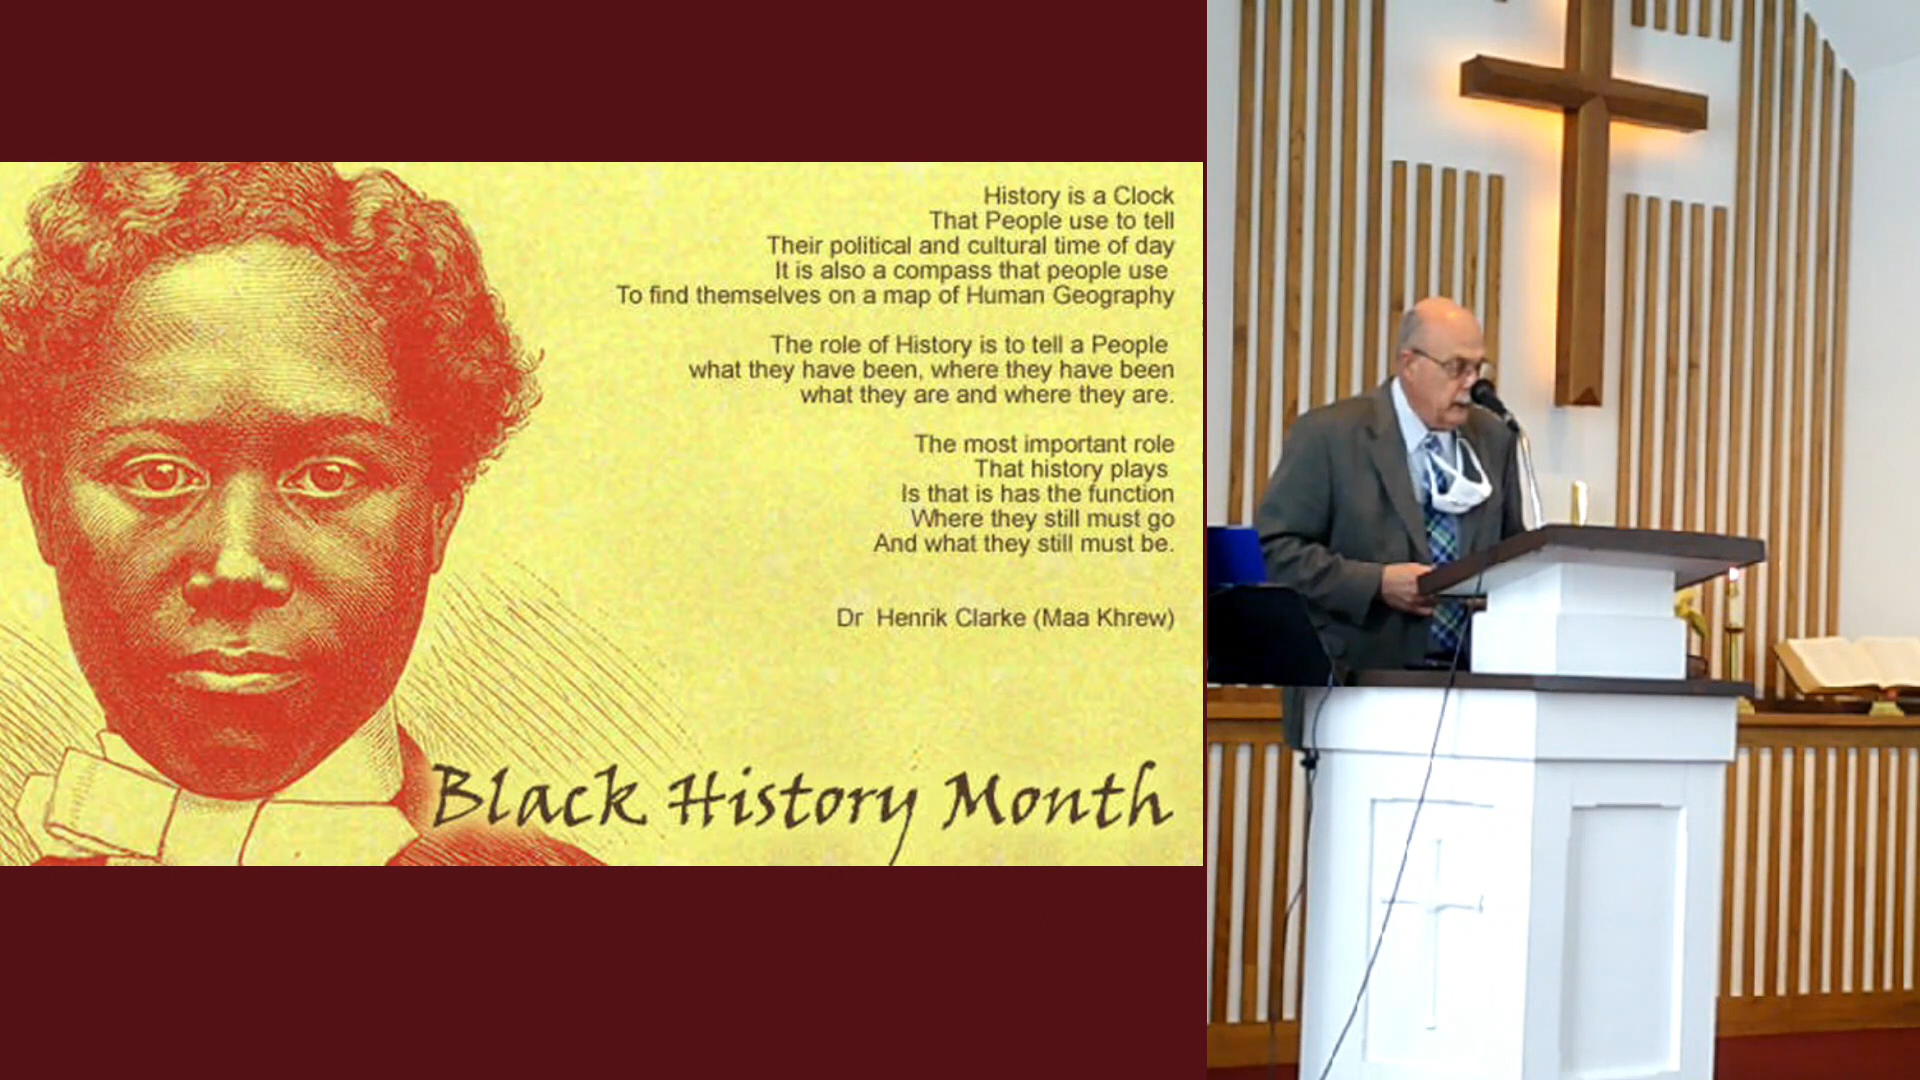 History is a Clock
That People use to tell
Their political and cultural time of day
It is also a compass that people use
To find themselves on a map of Human Geography
The role of History is to tell a People
what they have been, where they have been
what they are and where they are.
The most important role
That history plays
Is that is has the function
Where they still must go
And what they still must be.
Dr Henrik Clarke (Maa Khrew)
Black History Month